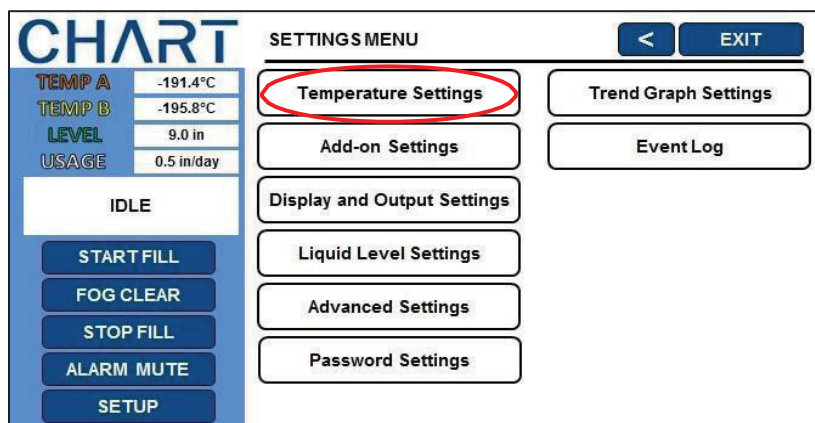 CHART
SETTINGS MENU
<
EXIT
TEMP A
-191.4°C
TEMP B
-195.8°C
LEVEL
9.0 in
USAGE
0.5 in/day
IDLE
START FILL
FOG CLEAR
STOP FILL
ALARM MUTE
SETUP
Temperature Settings
Add-on Settings
Display and Output Settings
Liquid Level Settings
Advanced Settings
Password Settings
Trend Graph Settings
Event Log